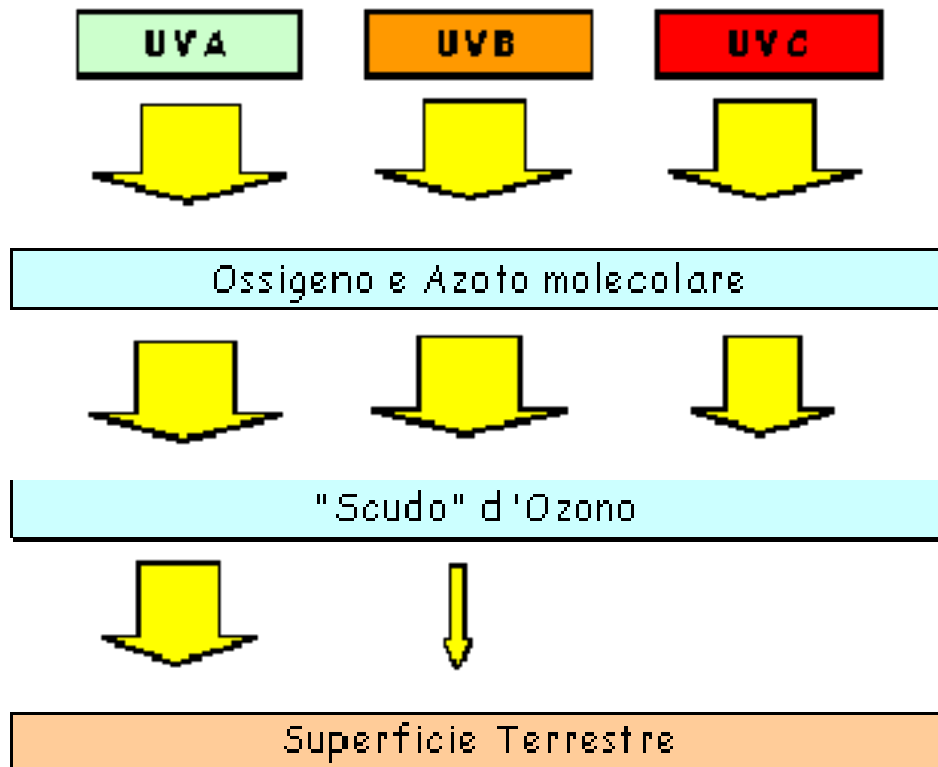 UVA UVB UVC
Ossigeno e Azoto molecolare
"Scudo" d'Ozono
Superficie Terrestre